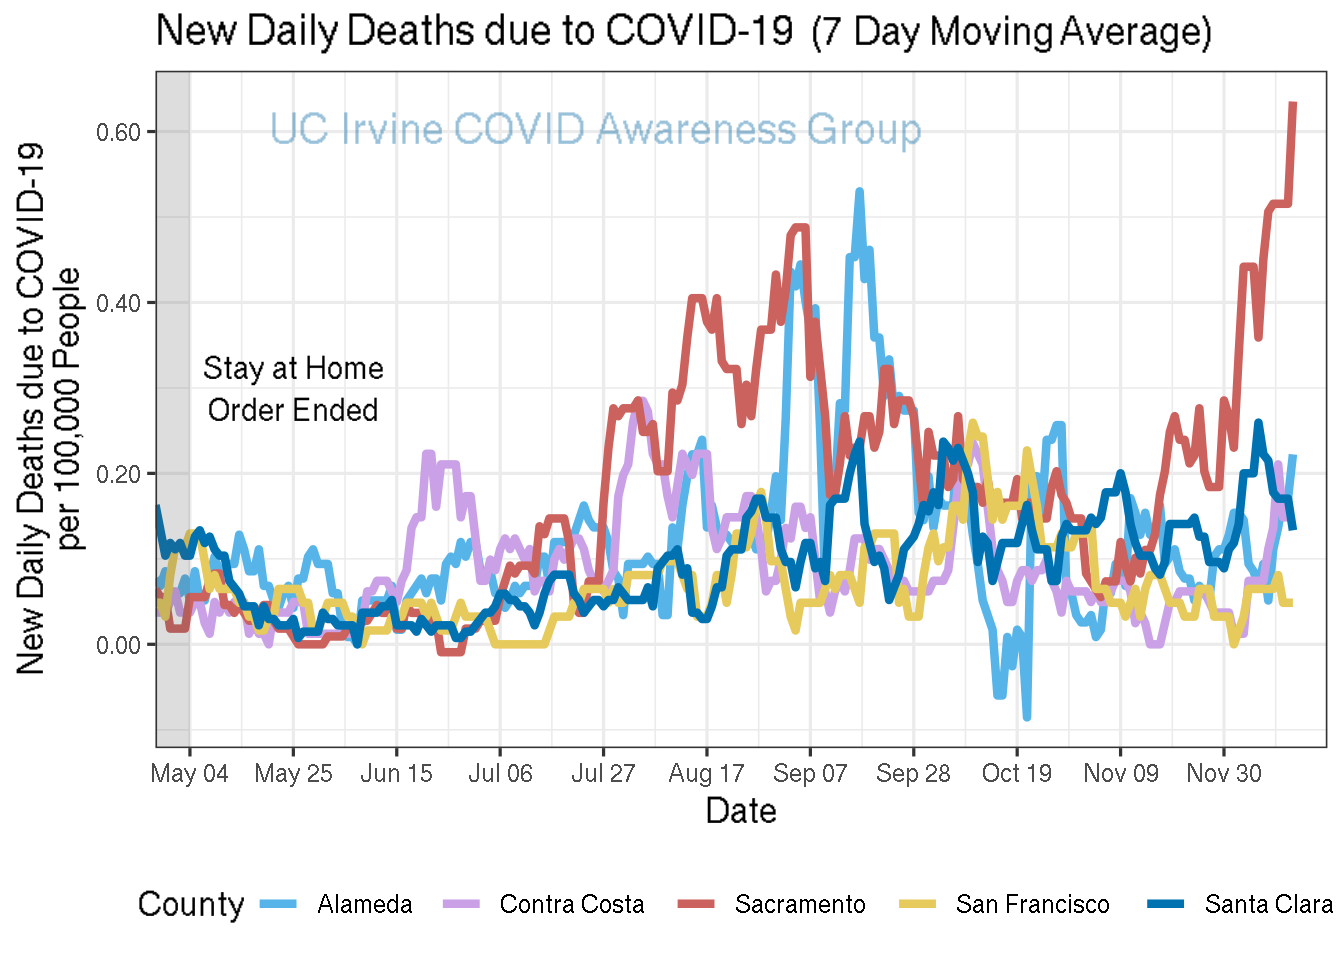 New Daily Deaths due to COVID-19 (7 Day Moving Average)
UC Irvine COVID Awareness Group
New Daily Deaths due to COVID-19
per 100,000 People
0.60
0.40
0.20
0.00
Stay at Home
Order Ended
May 04 May 25 Jun 15 Jul 06 Jul 27 Aug 17 Sep 07 Sep 28 Oct 19 Nov 09 Nov 30
Date
County Alameda Contra Costa Sacramento San Francisco Santa Clara